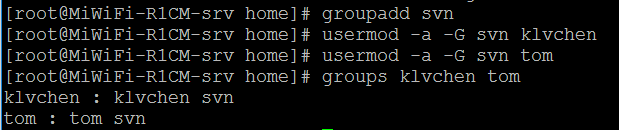 [root@MiWiFi-R1CM-srv home]# groupadd svn
[root@MiWiFi-R1CM-srv home]# usermod -a -G svn klvchen
[root@MiWiFi-R1CM-srv home]# usermod -a -G svn tom
[root@MiWiFi-R1CM-srv home]# groups klvchen tom
klvchen : klvchen svn
tom : tom svn